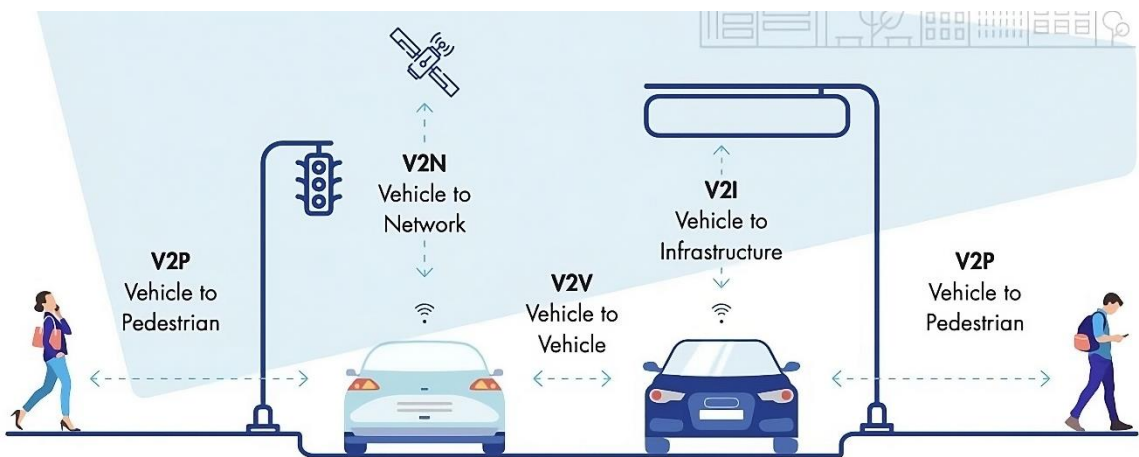 V2N
Vehicle to
Network
V2I
Vehicle to
Infrastructure
V2P
Vehicle to
Pedestrian
V2V
Vehicle to
Vehicle
V2P
Vehicle to
Pedestrian